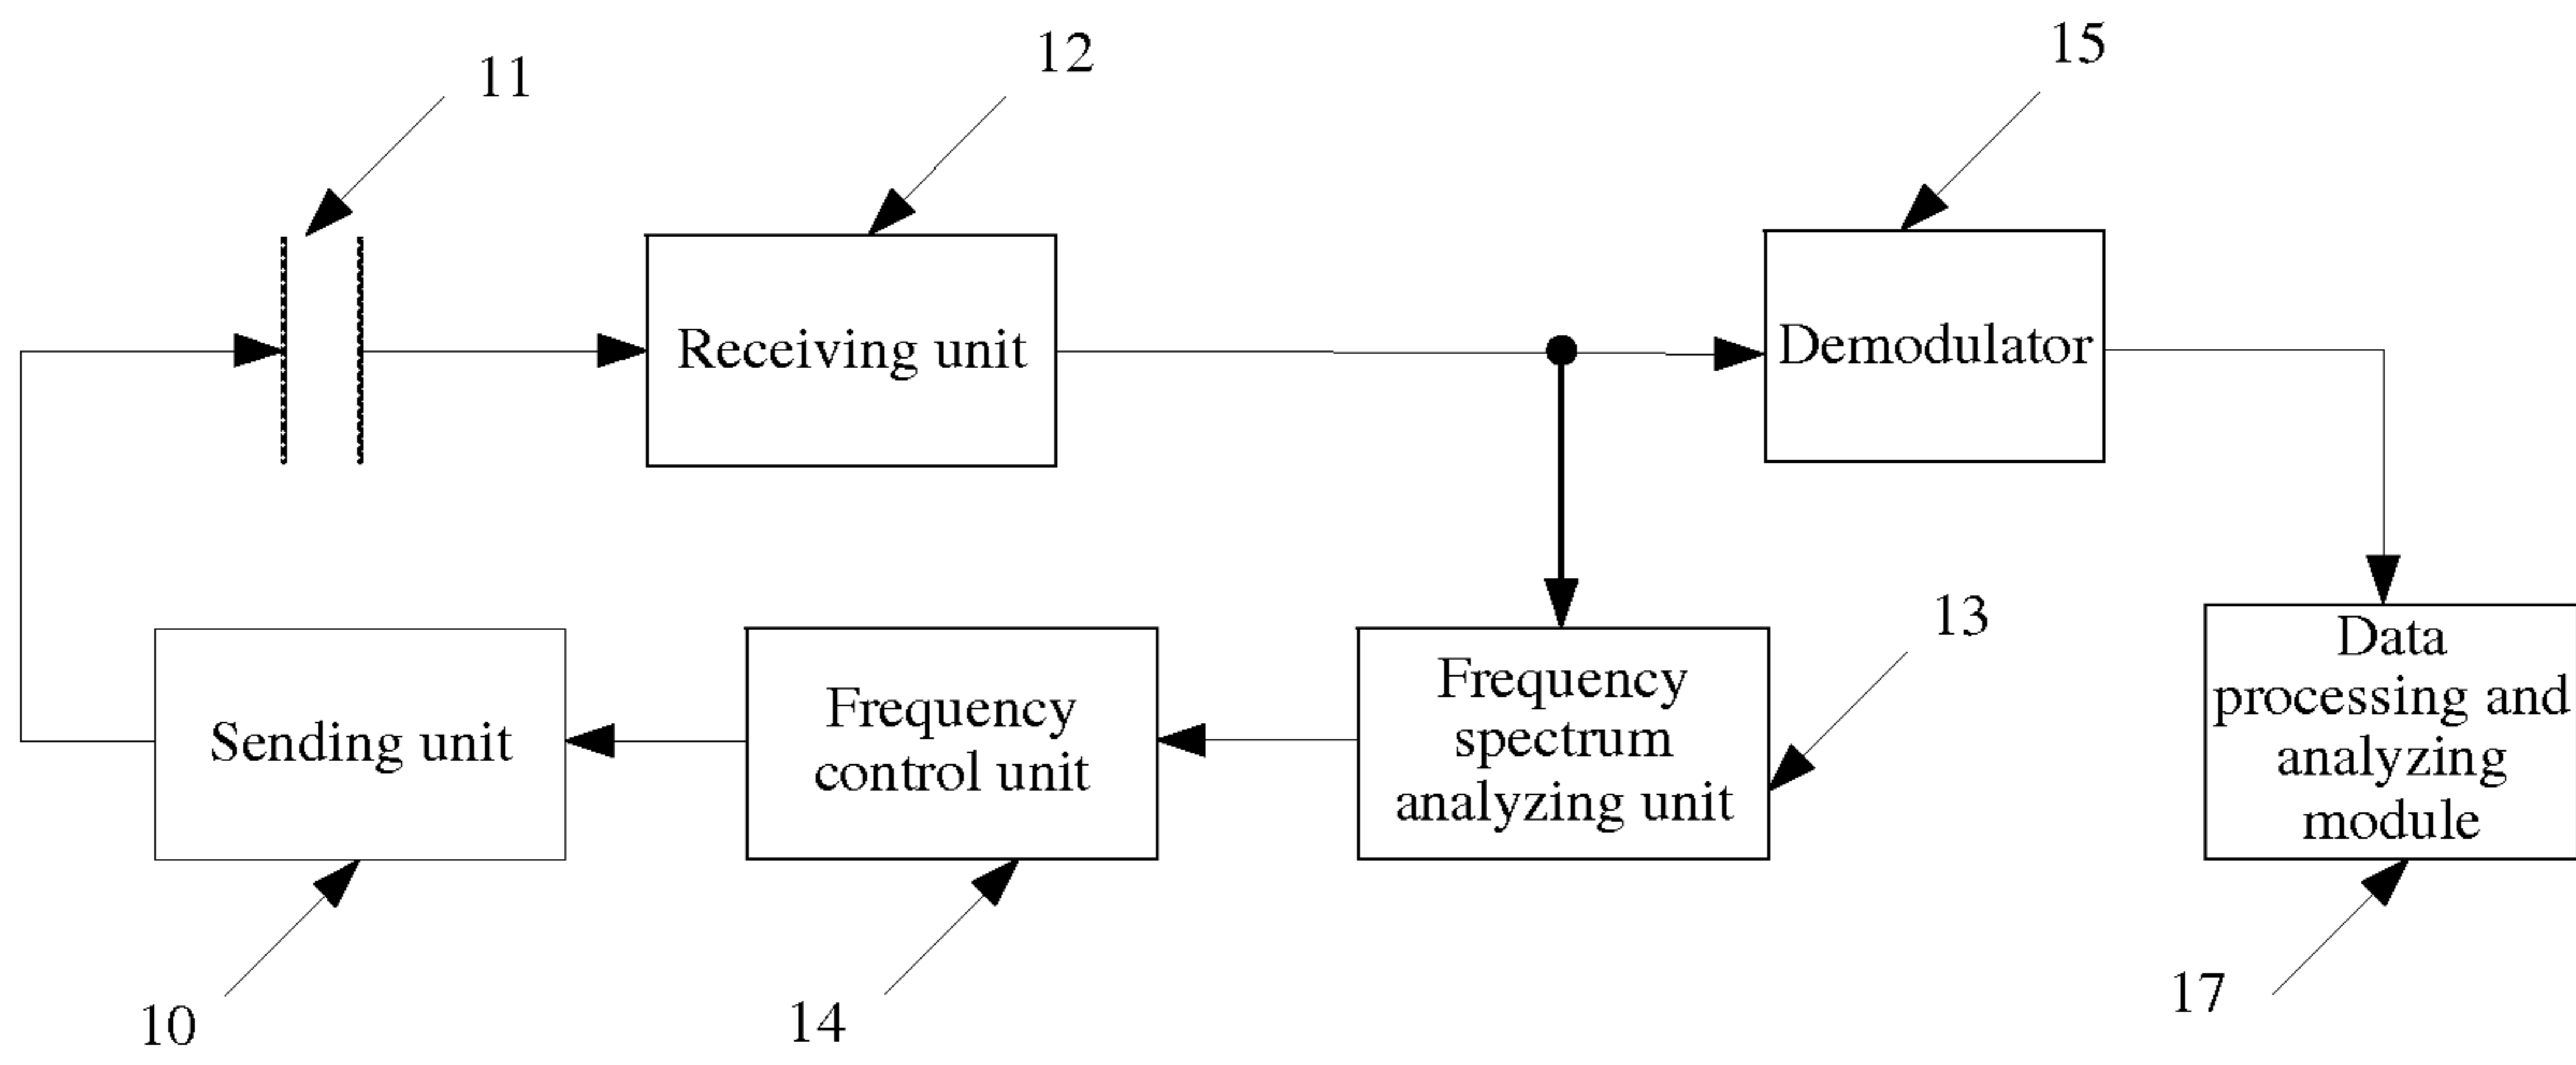 11
12
15
Receiving unit
Demodulator
13
Sending unit
Frequency
control unit
Frequency
spectrum
analyzing unit
Data
processing and
analyzing
module
10
14
17